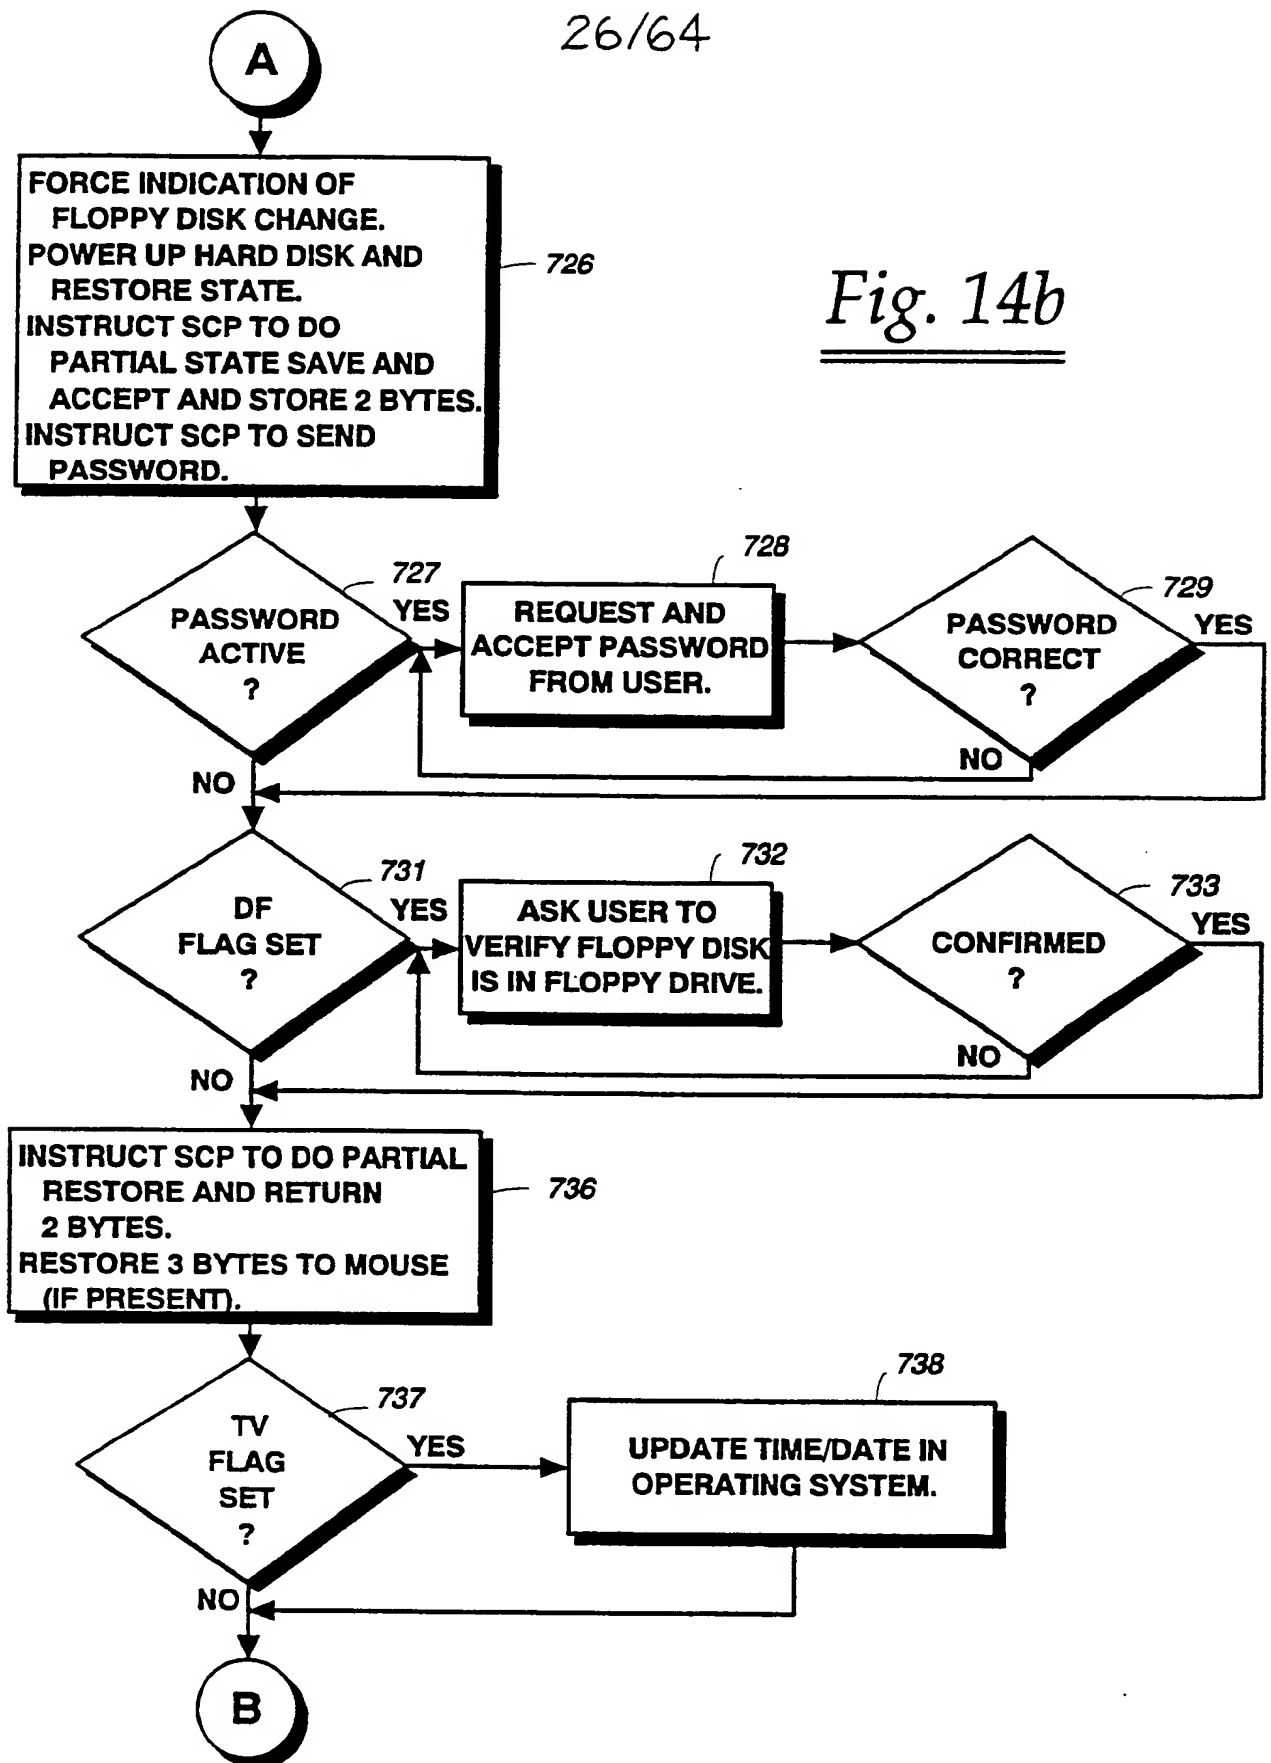 26/64
A
FORCE INDICATION OF
FLOPPY DISK CHANGE.
POWER UP HARD DISK AND
RESTORE STATE.
INSTRUCT SCP TO DO
PARTIAL STATE SAVE AND
ACCEPT AND STORE 2 BYTES.
INSTRUCT SCP TO SEND
PASSWORD.
726
Fig. 14b
727
PASSWORD
ACTIVE
?
YES
NO
728
REQUEST AND
ACCEPT PASSWORD
FROM USER.
729
PASSWORD
CORRECT
?
YES
NO
731
DF
FLAG SET
?
YES
NO
732
ASK USER TO
VERIFY FLOPPY DISK
IS IN FLOPPY DRIVE.
733
CONFIRMED
?
YES
NO
INSTRUCT SCP TO DO PARTIAL
RESTORE AND RETURN
2 BYTES.
RESTORE 3 BYTES TO MOUSE
(IF PRESENT).
736
737
TV
FLAG
SET
?
YES
NO
738
UPDATE TIME/DATE IN
OPERATING SYSTEM.
B